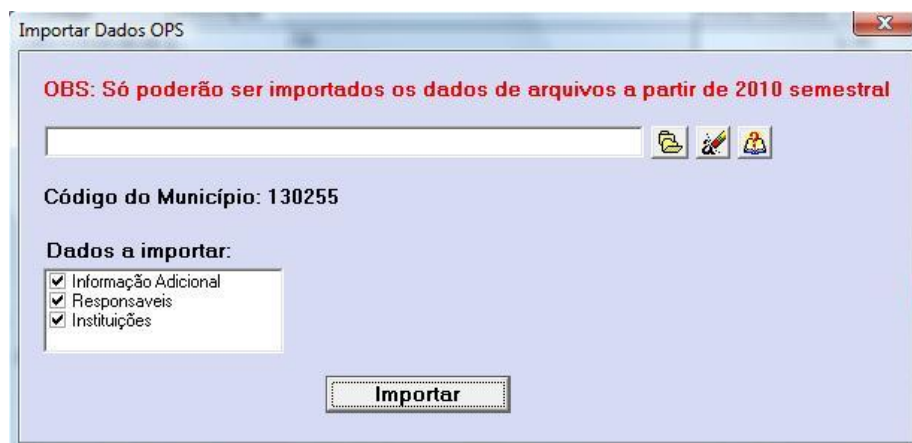 Importar Dados OPS
OBS: Só poderão ser importados os dados de arquivos a partir de 2010 semestral
Código do Município: 130255
Dados a importar:
Informação Adicional
Responsaveis
Instituições
Importar